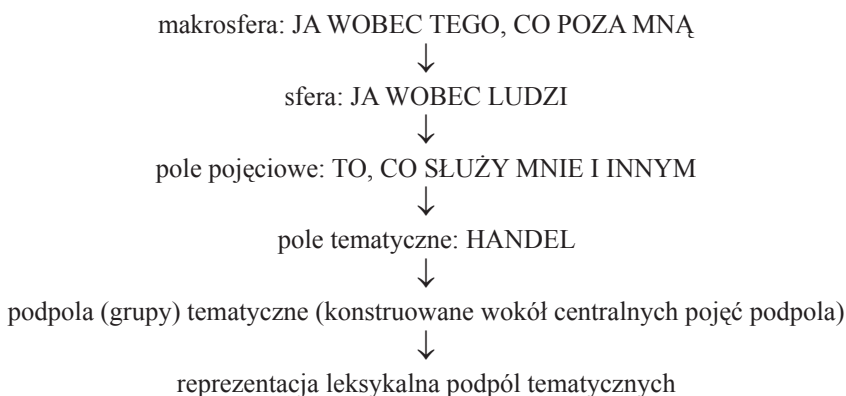 makrosfera: JA WOBEC TEGO, CO POZA MNĄ
↓
sfera: JA WOBEC LUDZI
↓
pole pojęciowe: TO, CO SŁUŻY MNIE I INNYM
↓
pole tematyczne: HANDEL
↓
podpola (grupy) tematyczne (konstruowane wokół centralnych pojęć podpola)
↓
reprezentacja leksykalna podpól tematycznych